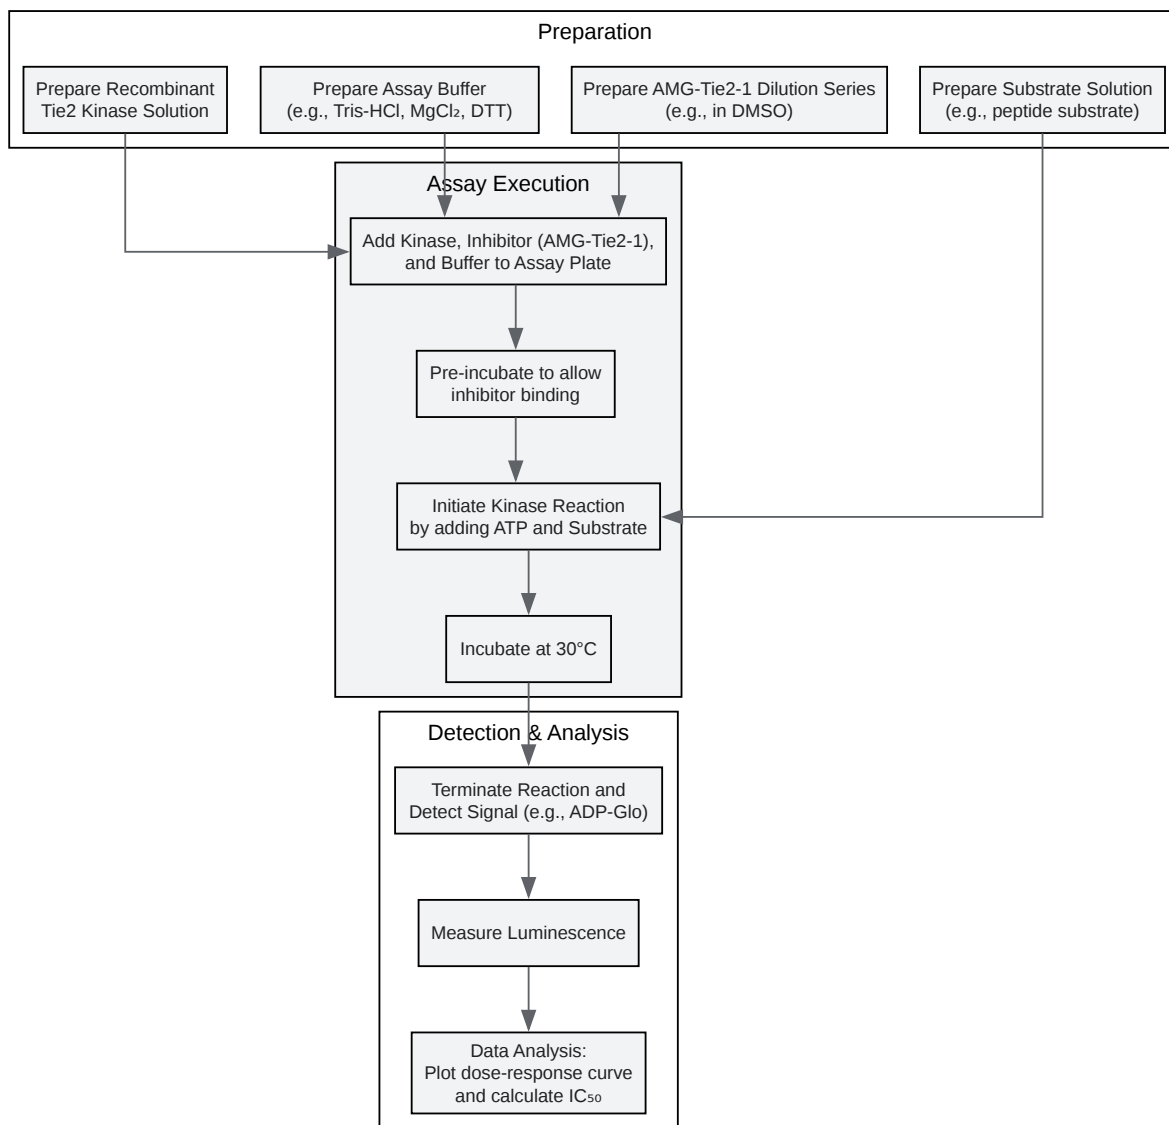 Preparation
Prepare Recombinant
Tie2 Kinase Solution
Prepare Assay Buffer
(e.g., Tris-HCl, MgCl₂, DTT)
Prepare AMG-Tie2-1 Dilution Series
(e.g., in DMSO)
Prepare Substrate Solution
(e.g., peptide substrate)
Assay Execution
Add Kinase, Inhibitor (AMG-Tie2-1),
and Buffer to Assay Plate
Pre-incubate to allow
inhibitor binding
Initiate Kinase Reaction
by adding ATP and Substrate
Incubate at 30°C
Detection & Analysis
Terminate Reaction and
Detect Signal (e.g., ADP-Glo)
Measure Luminescence
Data Analysis:
Plot dose-response curve
and calculate IC₅₀